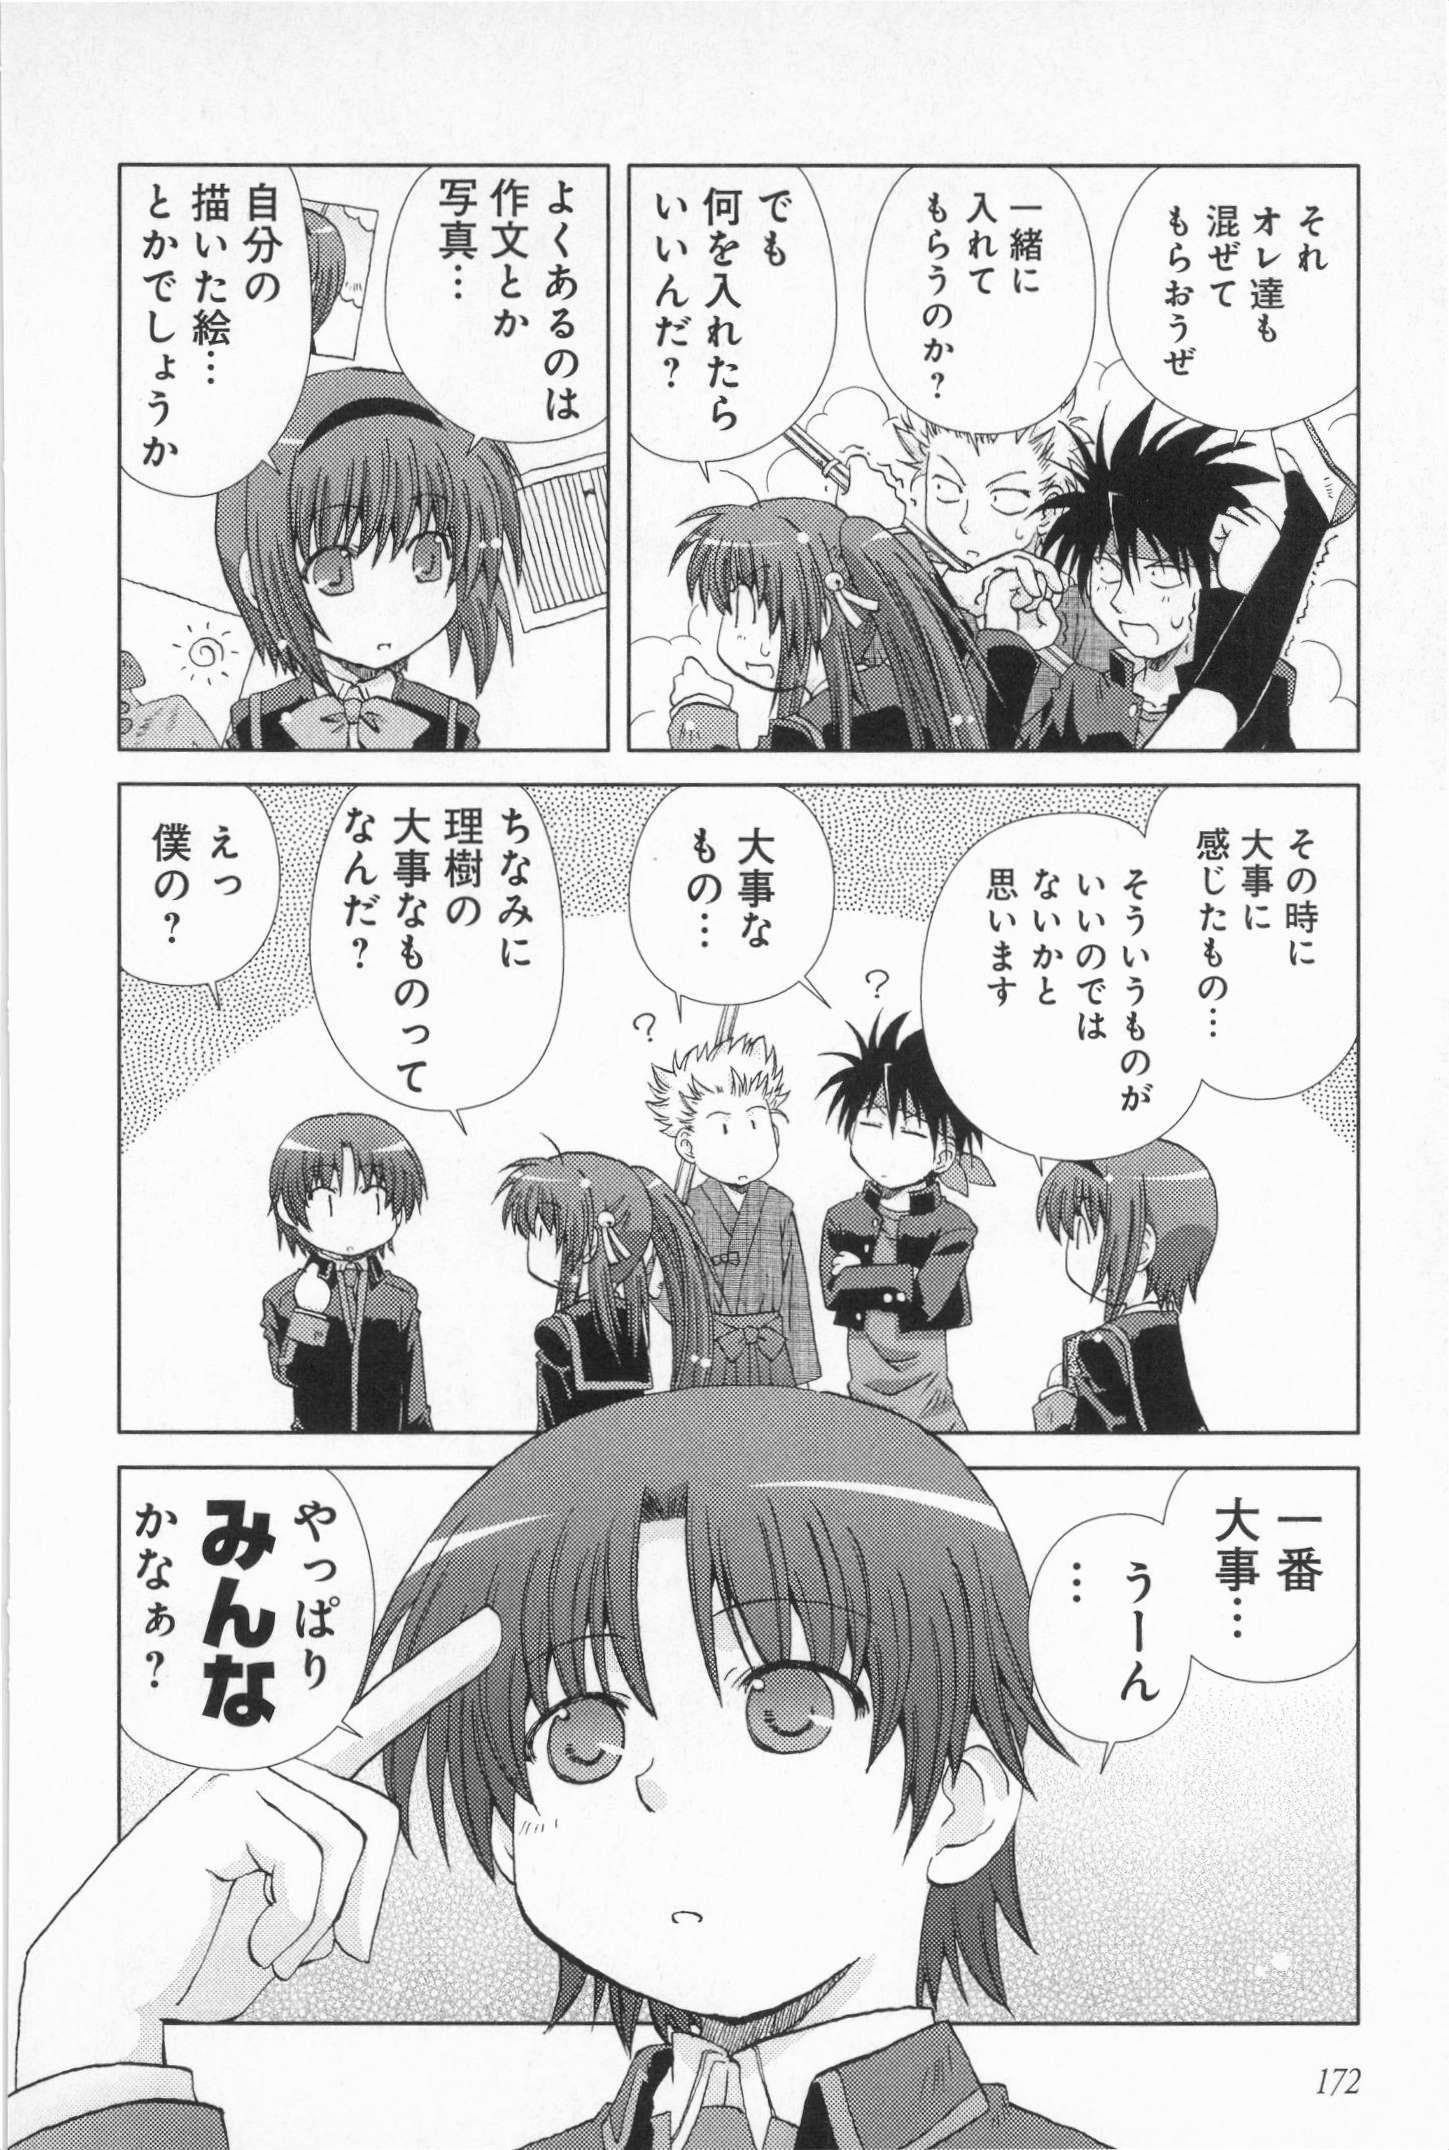 それ
オレ達も
混ぜて
もらおうぜ
一緒に
入れて
もらうのか?
でも
何を入れたら
いいんだ?
よくあるのは
作文とか
写真…
自分の
描いた絵…
とかでしょうか
その時に
大事に
感じたもの…
そういうものが
いいのでは
ないかと
思います
?
大事な
もの…
?
ちなみに
理樹の
大事なものって
なんだ?
えっ
僕の?
一番
大事…
うーん
…
やっぱり
みんな
かなぁ?
172